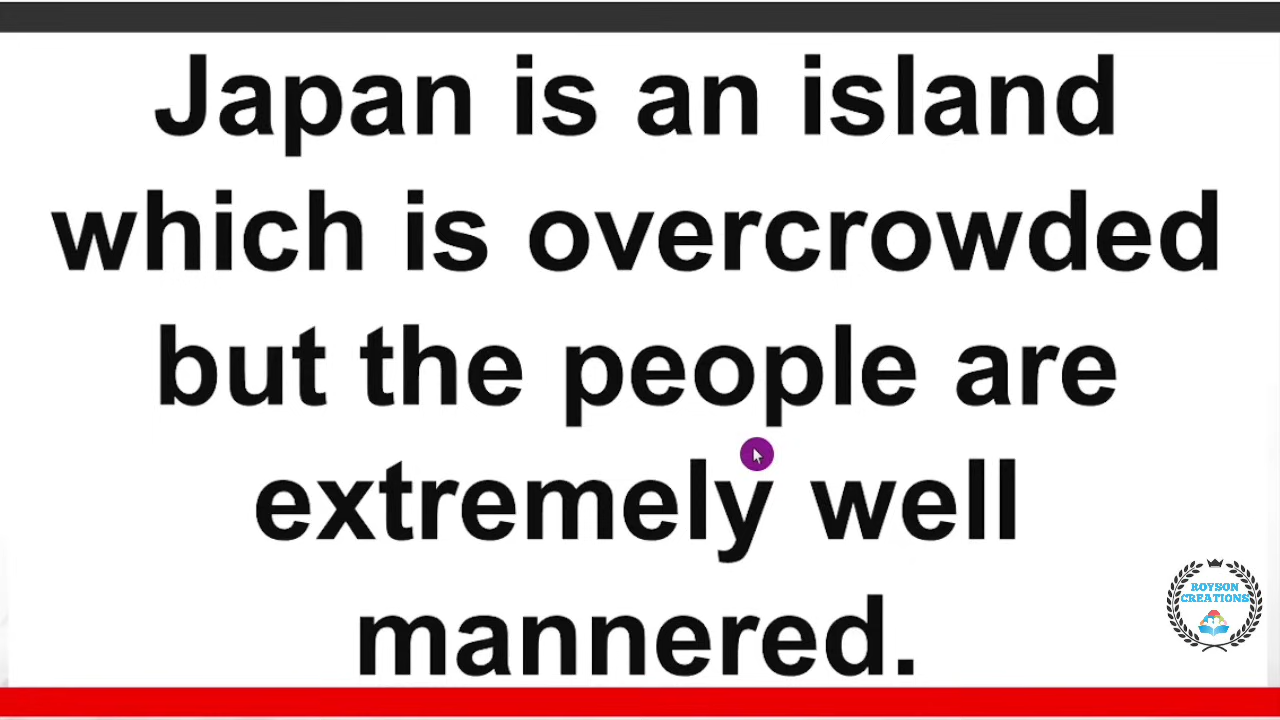 Japan is an island
which is overcrowded
but the people are
extremely well
mannered.
ROYSON
CREATIONS